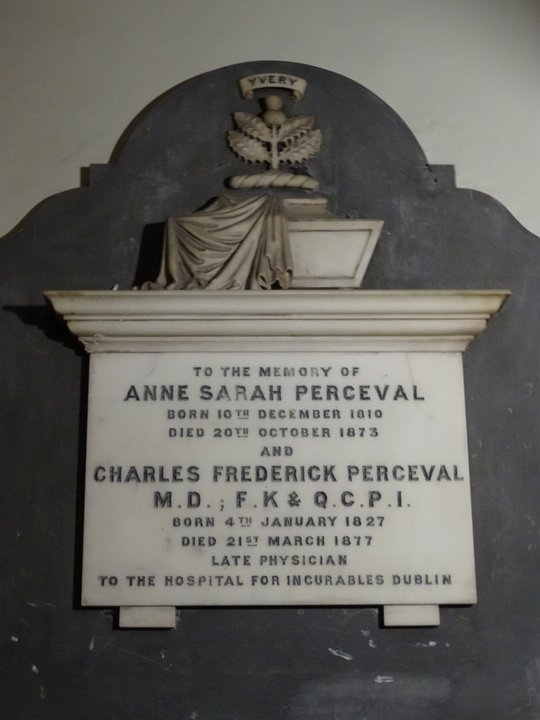 YVERY
TO THE MEMORY OF
ANNE SARAH PERCEVAL
BORN 10TH DECEMBER 1810
DIED 20TH OCTOBER 1873
AND
CHARLES FREDERICK PERCEVAL
M.D.; F.K & Q.C.P.I.
BORN 4TH JANUARY 1827
DIED 21ST MARCH 1877
LATE PHYSICIAN
TO THE HOSPITAL FOR INCURABLES DUBLIN